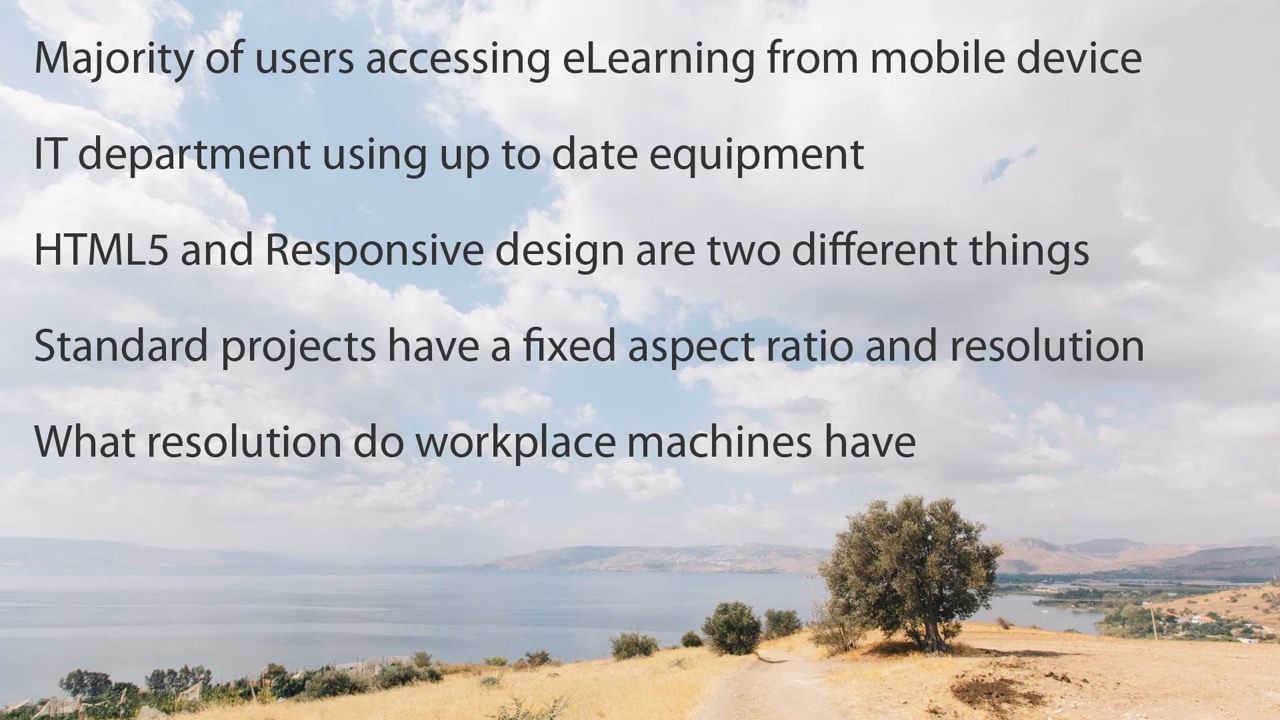 Majority of users accessing eLearning from mobile device
IT department using up to date equipment
HTML5 and Responsive design are two different things
Standard projects have a fixed aspect ratio and resolution
What resolution do workplace machines have